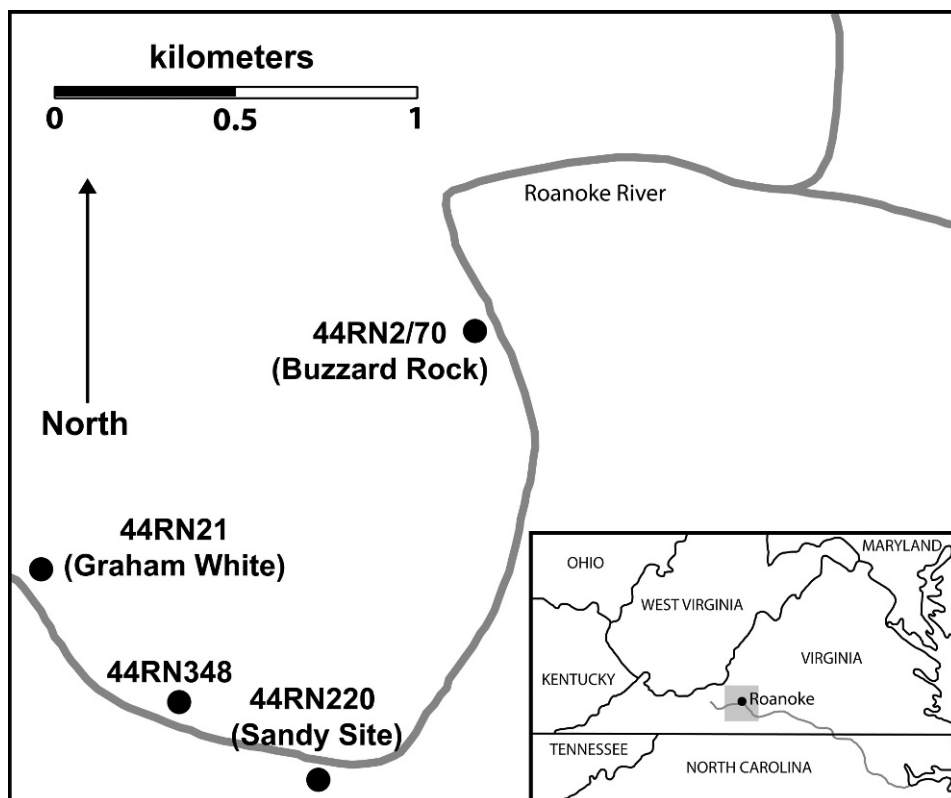 kilometers
0
0.5
1
Roanoke River
44RN2/70
(Buzzard Rock)
North
44RN21
(Graham White)
44RN348
44RN220
(Sandy Site)
OHIO
MARYLAND
WEST VIRGINIA
VIRGINIA
KENTUCKY
Roanoke
TENNESSEE
NORTH CAROLINA